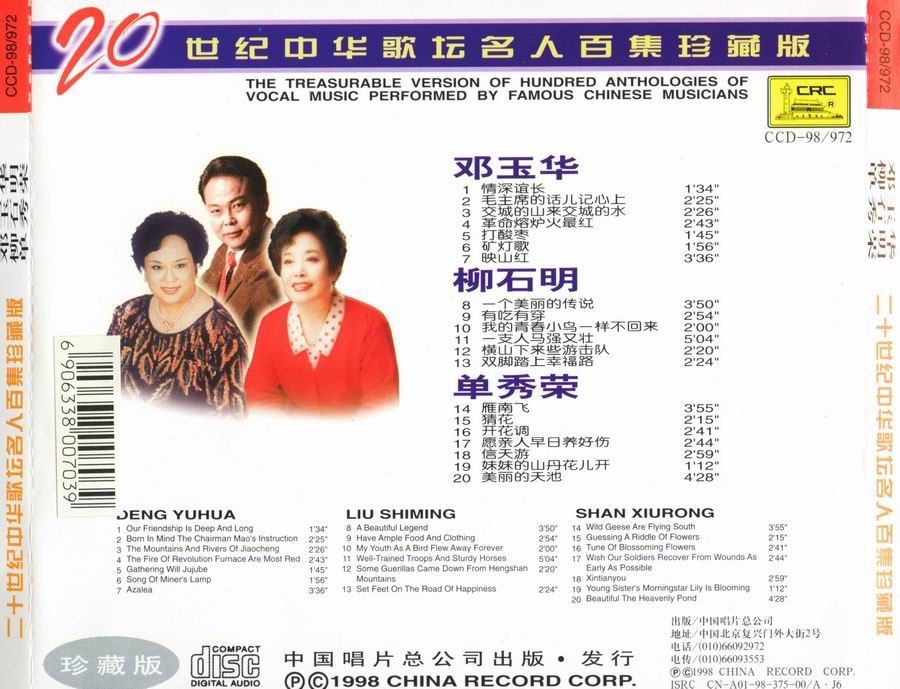 20 世纪中华歌坛名人百集珍藏版
THE TREASURABLE VERSION OF HUNDRED ANTHOLOGIES OF
VOCAL MUSIC PERFORMED BY FAMOUS CHINESE MUSICIANS
CRC
R
CCD-98/972
CCD-98/972
CCD-98/972
邓玉华
1 情深谊长 1'34"
2 毛主席的话儿记心上 2'25"
3 交城的山来交城的水 2'26"
4 革命熔炉火最红 2'43"
5 打酸枣 1'45"
6 矿灯歌 1'56"
7 映山红 3'36"
柳石明
8 一个美丽的传说 3'50"
9 有吃有穿 2'54"
10 我的青春小鸟一样不回来 2'00"
11 一支人马强又壮 5'04"
12 横山下来些游击队 2'20"
13 双脚踏上幸福路 2'24"
单秀荣
14 雁南飞 3'55"
15 猜花 2'15"
16 开花调 2'41"
17 愿亲人早日养好伤 2'44"
18 信天游 2'59"
19 妹妹的山丹花儿开 1'12"
20 美丽的天池 4'28"
6 906338 007039
DENG YUHUA
1 Our Friendship Is Deep And Long 1'34"
2 Born In Mind The Chairman Mao's Instruction 2'25"
3 The Mountains And Rivers Of Jiaocheng 2'26"
4 The Fire Of Revolution Furnace Are Most Red 2'43"
5 Gathering Will Jujube 1'45"
6 Song Of Miner's Lamp 1'56"
7 Azalea 3'36"
LIU SHIMING
8 A Beautiful Legend 3'50"
9 Have Ample Food And Clothing 2'54"
10 My Youth As A Bird Flew Away Forever 2'00"
11 Well-Trained Troops And Sturdy Horses 5'04"
12 Some Guerillas Came Down From Hengshan 2'20"
Mountains
13 Set Feet On The Road Of Happiness 2'24"
SHAN XIURONG
14 Wild Geese Are Flying South 3'55"
15 Guessing A Riddle Of Flowers 2'15"
16 Tune Of Blossoming Flowers 2'41"
17 Wish Our Soldiers Recover From Wounds As 2'44"
Early As Possible
18 Xintianyou 2'59"
19 Young Sister's Morningstar Lily Is Blooming 1'12"
20 Beautiful The Heavenly Pond 4'28"
珍藏版
COMPACT
disc
DIGITAL AUDIO
中国唱片总公司出版·发行
℗©1998 CHINA RECORD CORP.
出版/中国唱片总公司
地址/中国北京复兴门外大街2号
电话/(010)66092972
电传/(010)66093553
℗©1998 CHINA RECORD CORP.
ISRC CN-A01-98-375-00/A·J6
二十世纪中华歌坛名人百集珍藏版
二十世纪中华歌坛名人百集珍藏版